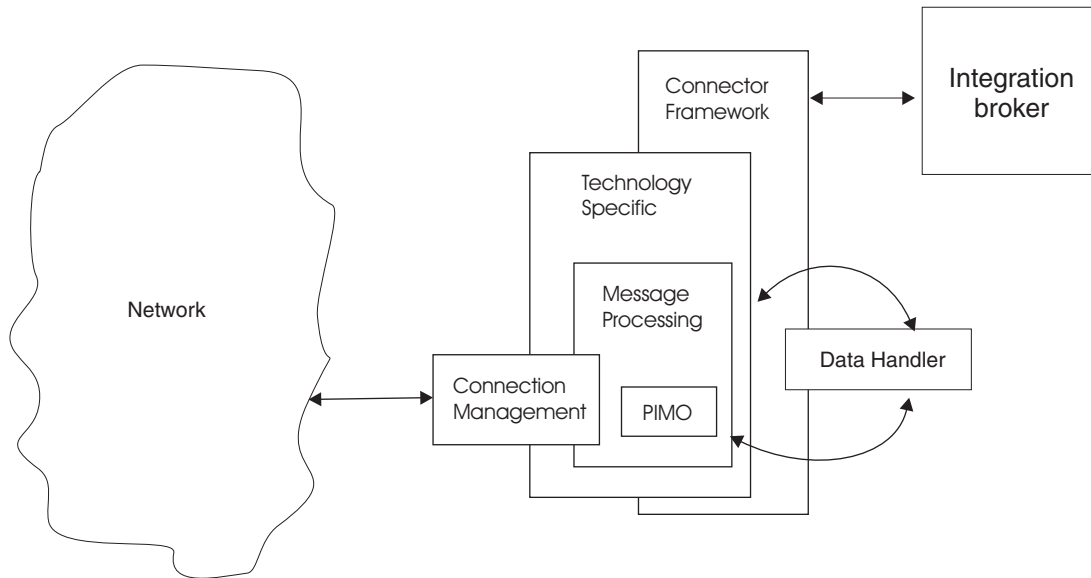 Integration
broker
Connector
Framework
Technology
Specific
Message
Processing
Network
Data Handler
Connection
Management
PIMO